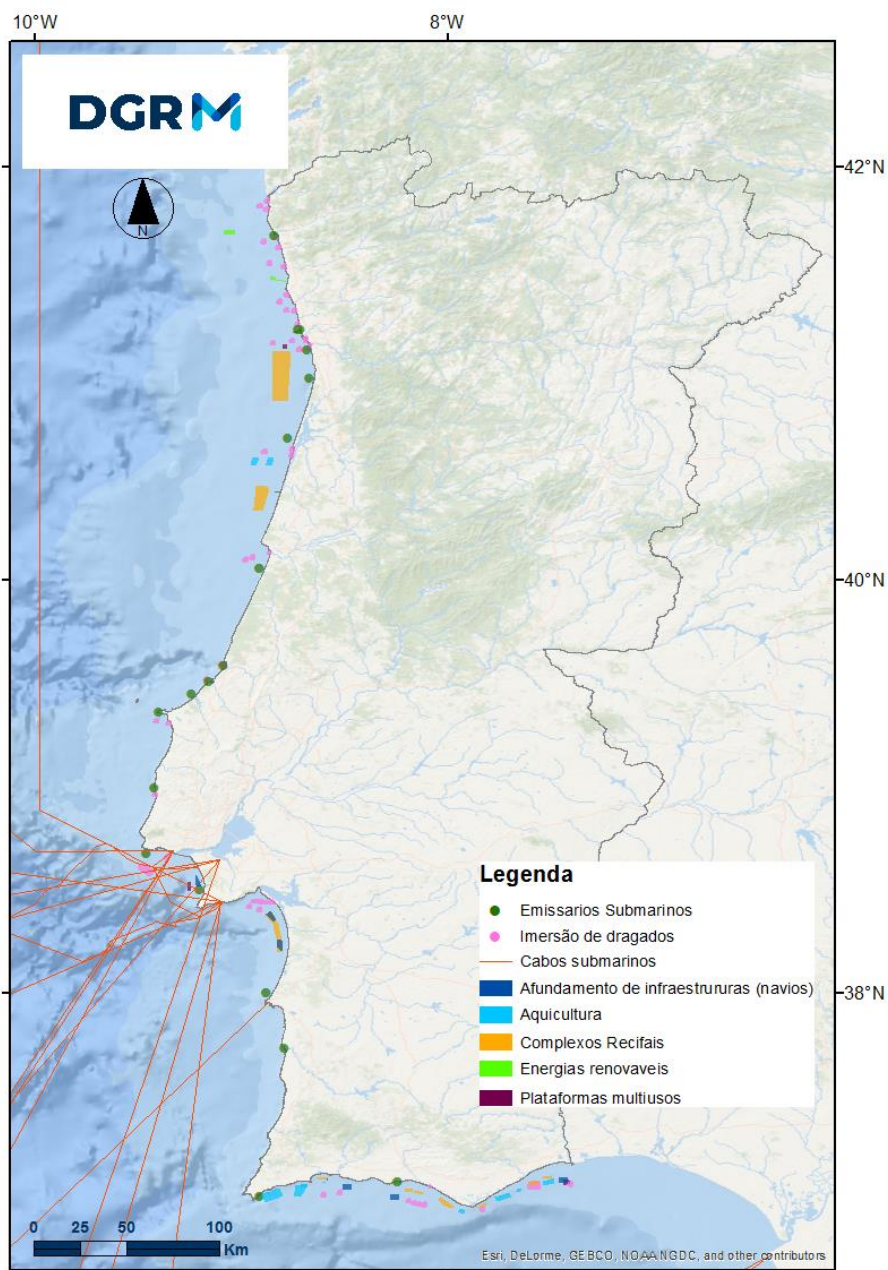 10°W 8°W
DGRM
42°N
N
40°N
Legenda
Emissarios Submarinos
Imersão de dragados
Cabos submarinos
38°N
Afundamento de infraestrururas (navios)
Aquicultura
Complexos Recifais
Energias renovaveis
Plataformas multiusos
0 25 50 100
Km
Esri, DeLorme, GEBCO, NOAA NGDC, and other contributors